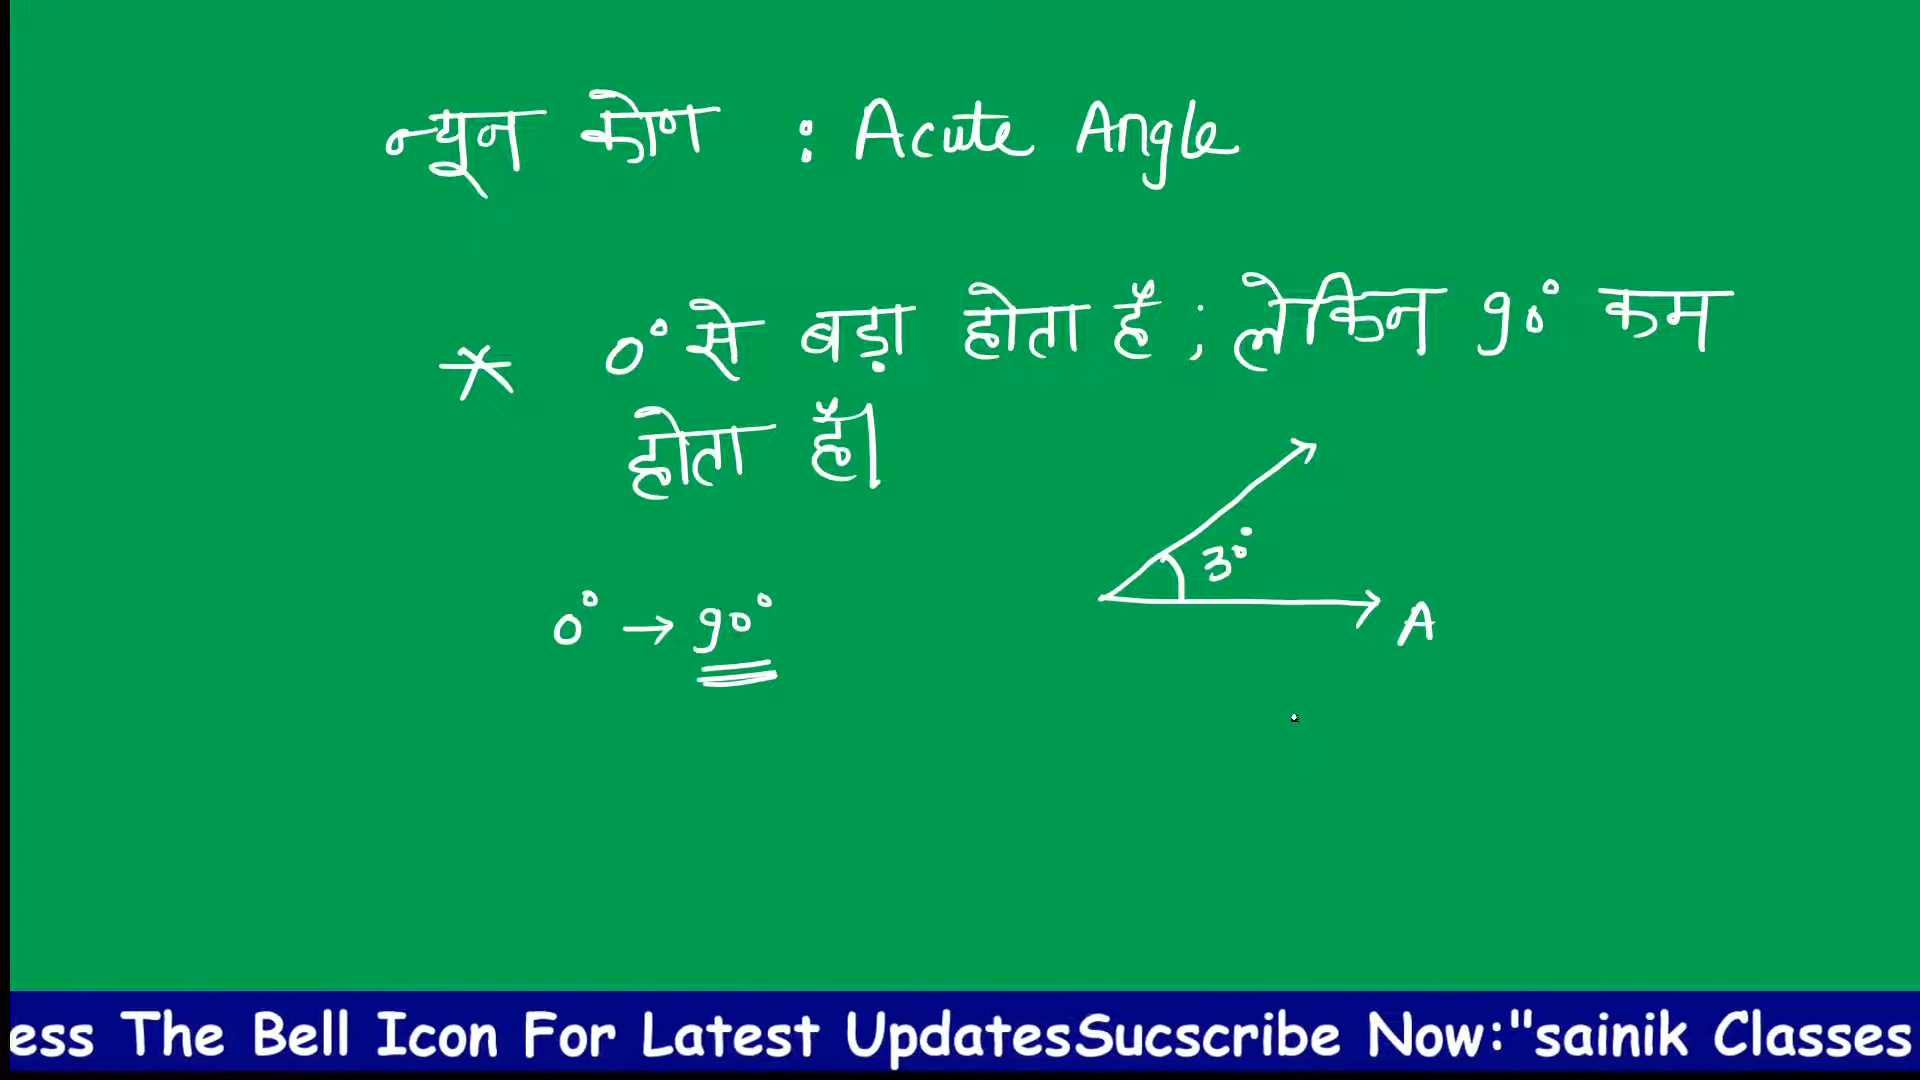 न्यून कोण : Acute Angle
* 0° से बड़ा होता है ; लेकिन 90° कम
होता है।
30°
0° → 90°
A
ess The Bell Icon For Latest UpdatesSucscribe Now:"sainik Classes